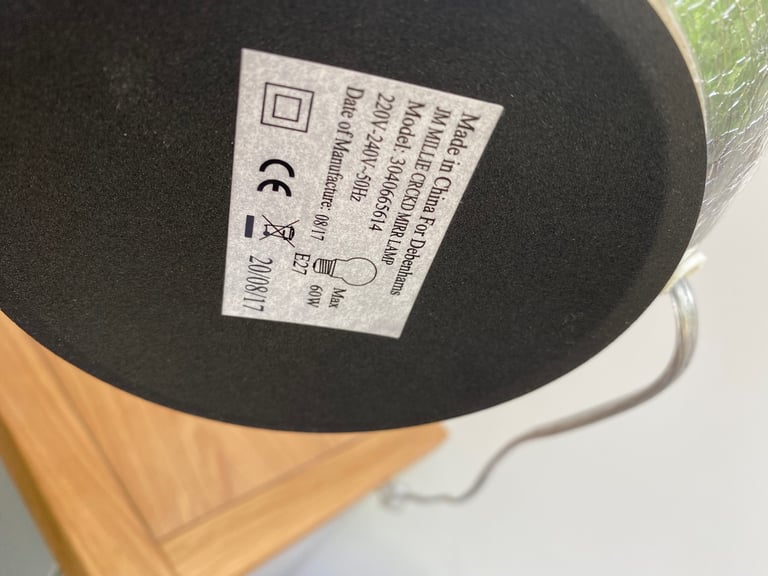 Made in China For Debenhams
JM MILLIE CRCKD MIRR LAMP
Model: 3040665614
220V-240V~50Hz
Date of Manufacture: 08/17
Max
60W
E27
CE
20/08/17